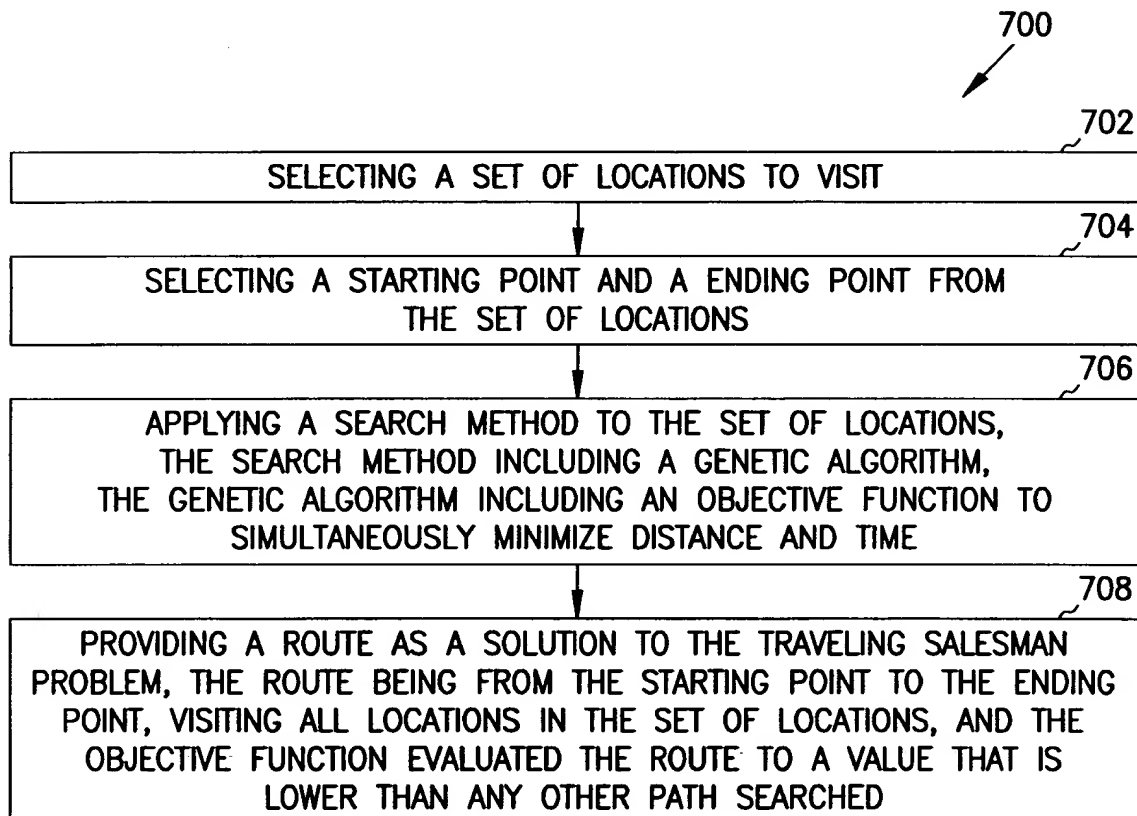 700
702
SELECTING A SET OF LOCATIONS TO VISIT
704
SELECTING A STARTING POINT AND A ENDING POINT FROM
THE SET OF LOCATIONS
706
APPLYING A SEARCH METHOD TO THE SET OF LOCATIONS,
THE SEARCH METHOD INCLUDING A GENETIC ALGORITHM,
THE GENETIC ALGORITHM INCLUDING AN OBJECTIVE FUNCTION TO
SIMULTANEOUSLY MINIMIZE DISTANCE AND TIME
708
PROVIDING A ROUTE AS A SOLUTION TO THE TRAVELING SALESMAN
PROBLEM, THE ROUTE BEING FROM THE STARTING POINT TO THE ENDING
POINT, VISITING ALL LOCATIONS IN THE SET OF LOCATIONS, AND THE
OBJECTIVE FUNCTION EVALUATED THE ROUTE TO A VALUE THAT IS
LOWER THAN ANY OTHER PATH SEARCHED